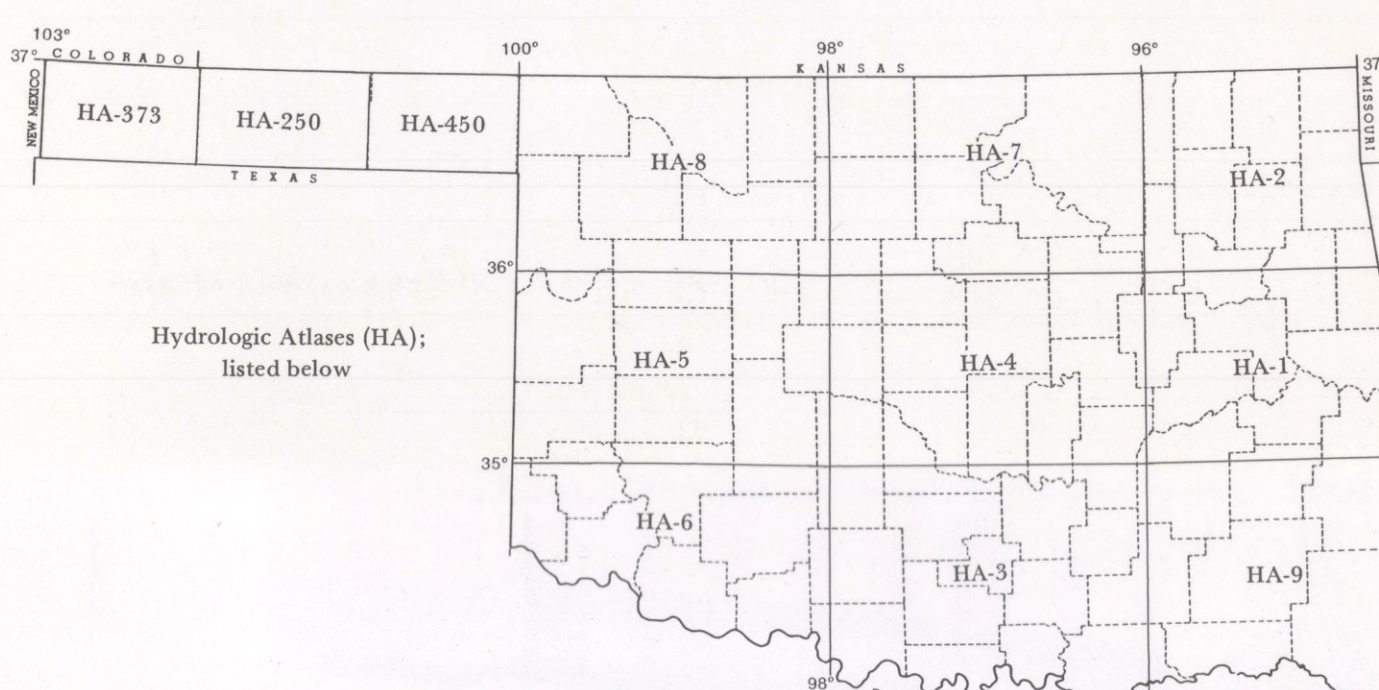 103°
37° COLORADO
100°
98°
96°
37
KANSAS
NEW MEXICO
MISSOURI
HA-373
HA-250
HA-450
HA-8
HA-7
HA-2
TEXAS
36°
Hydrologic Atlases (HA);
listed below
HA-5
HA-4
HA-1
35°
HA-6
HA-3
HA-9
98°